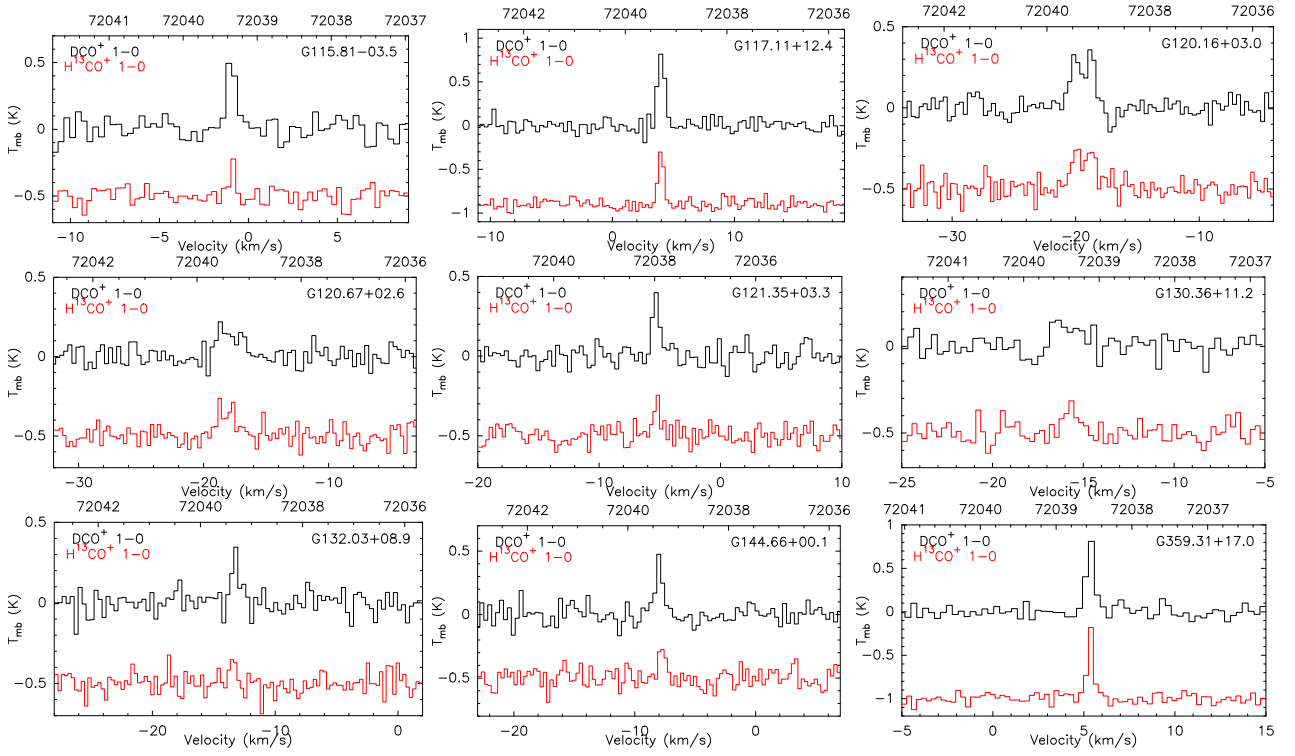 72041 72040 72039 72038 72037
DCO+ 1−0 G115.81−03.5
H13CO+ 1−0
Tmb (K)
0.5
0
−0.5
−10 −5 0 5
Velocity (km/s)
72042 72040 72038 72036
DCO+ 1−0 G117.11+12.4
H13CO+ 1−0
Tmb (K)
1
0.5
0
−0.5
−1
−10 0 10
Velocity (km/s)
72042 72040 72038 72036
DCO+ 1−0 G120.16+03.0
H13CO+ 1−0
Tmb (K)
0.5
0
−0.5
−30 −20 −10
Velocity (km/s)
72042 72040 72038 72036
DCO+ 1−0 G120.67+02.6
H13CO+ 1−0
Tmb (K)
0.5
0
−0.5
−30 −20 −10
Velocity (km/s)
72040 72038 72036
DCO+ 1−0 G121.35+03.3
H13CO+ 1−0
Tmb (K)
0.5
0
−0.5
−20 −10 0 10
Velocity (km/s)
72041 72040 72039 72038 72037
DCO+ 1−0 G130.36+11.2
H13CO+ 1−0
Tmb (K)
0
−0.5
−25 −20 −15 −10 −5
Velocity (km/s)
72042 72040 72038 72036
DCO+ 1−0 G132.03+08.9
H13CO+ 1−0
Tmb (K)
0.5
0
−0.5
−20 −10 0
Velocity (km/s)
72042 72040 72038 72036
DCO+ 1−0 G144.66+00.1
H13CO+ 1−0
Tmb (K)
0.5
0
−0.5
−20 −10 0
Velocity (km/s)
72041 72040 72039 72038 72037
DCO+ 1−0 G359.31+17.0
H13CO+ 1−0
Tmb (K)
1
0.5
0
−0.5
−1
−5 0 5 10 15
Velocity (km/s)